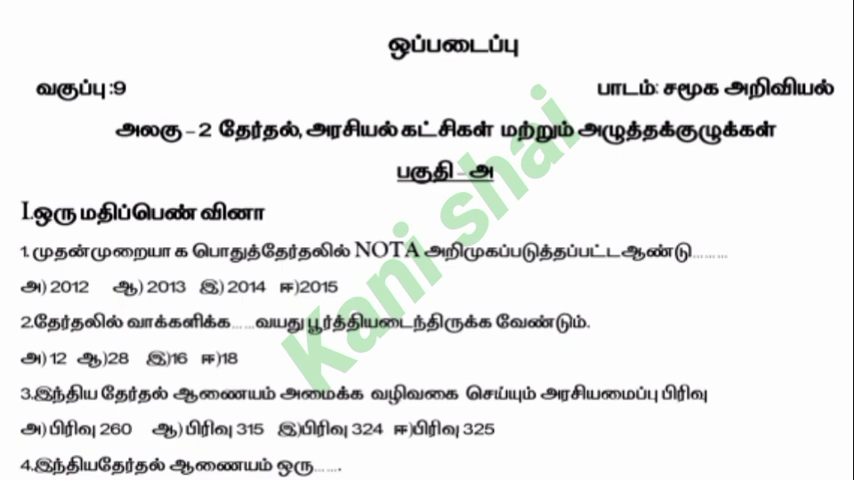 ஒப்படைப்பு
வகுப்பு :9 பாடம்: சமூக அறிவியல்
அலகு – 2 தேர்தல், அரசியல் கட்சிகள் மற்றும் அழுத்தக்குழுக்கள்
பகுதி – அ
I.ஒரு மதிப்பெண் வினா
1. முதன்முறையா க பொதுத்தேர்தலில் NOTA அறிமுகப்படுத்தப்பட்ட ஆண்டு.........
அ) 2012 ஆ) 2013 இ) 2014 ஈ)2015
2.தேர்தலில் வாக்களிக்க......வயது பூர்த்தியடைந்திருக்க வேண்டும்.
அ) 12 ஆ)28 இ)16 ஈ)18
3.இந்திய தேர்தல் ஆணையம் அமைக்க வழிவகை செய்யும் அரசியமைப்பு பிரிவு
அ) பிரிவு 260 ஆ) பிரிவு 315 இ)பிரிவு 324 ஈ)பிரிவு 325
4.இந்தியதேர்தல் ஆணையம் ஒரு.......
Kani shai